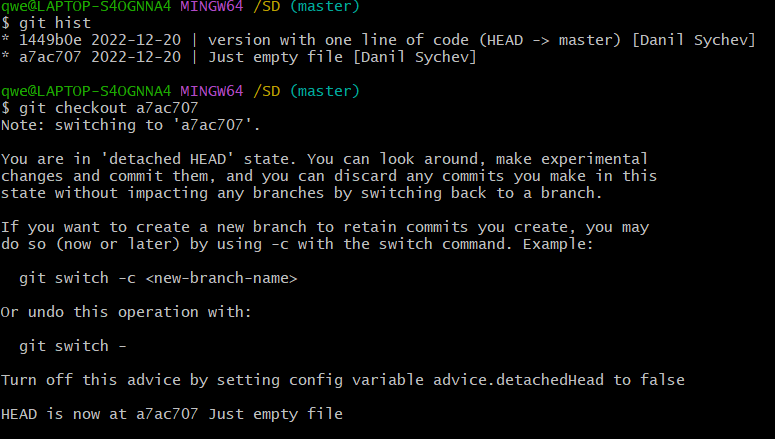 qwe@LAPTOP-S4OGNNA4 MINGW64 /SD (master)
$ git hist
* 1449b0e 2022-12-20 | version with one line of code (HEAD -> master) [Danil Sychev]
* a7ac707 2022-12-20 | Just empty file [Danil Sychev]
qwe@LAPTOP-S4OGNNA4 MINGW64 /SD (master)
$ git checkout a7ac707
Note: switching to 'a7ac707'.
You are in 'detached HEAD' state. You can look around, make experimental
changes and commit them, and you can discard any commits you make in this
state without impacting any branches by switching back to a branch.
If you want to create a new branch to retain commits you create, you may
do so (now or later) by using -c with the switch command. Example:
git switch -c <new-branch-name>
Or undo this operation with:
git switch -
Turn off this advice by setting config variable advice.detachedHead to false
HEAD is now at a7ac707 Just empty file